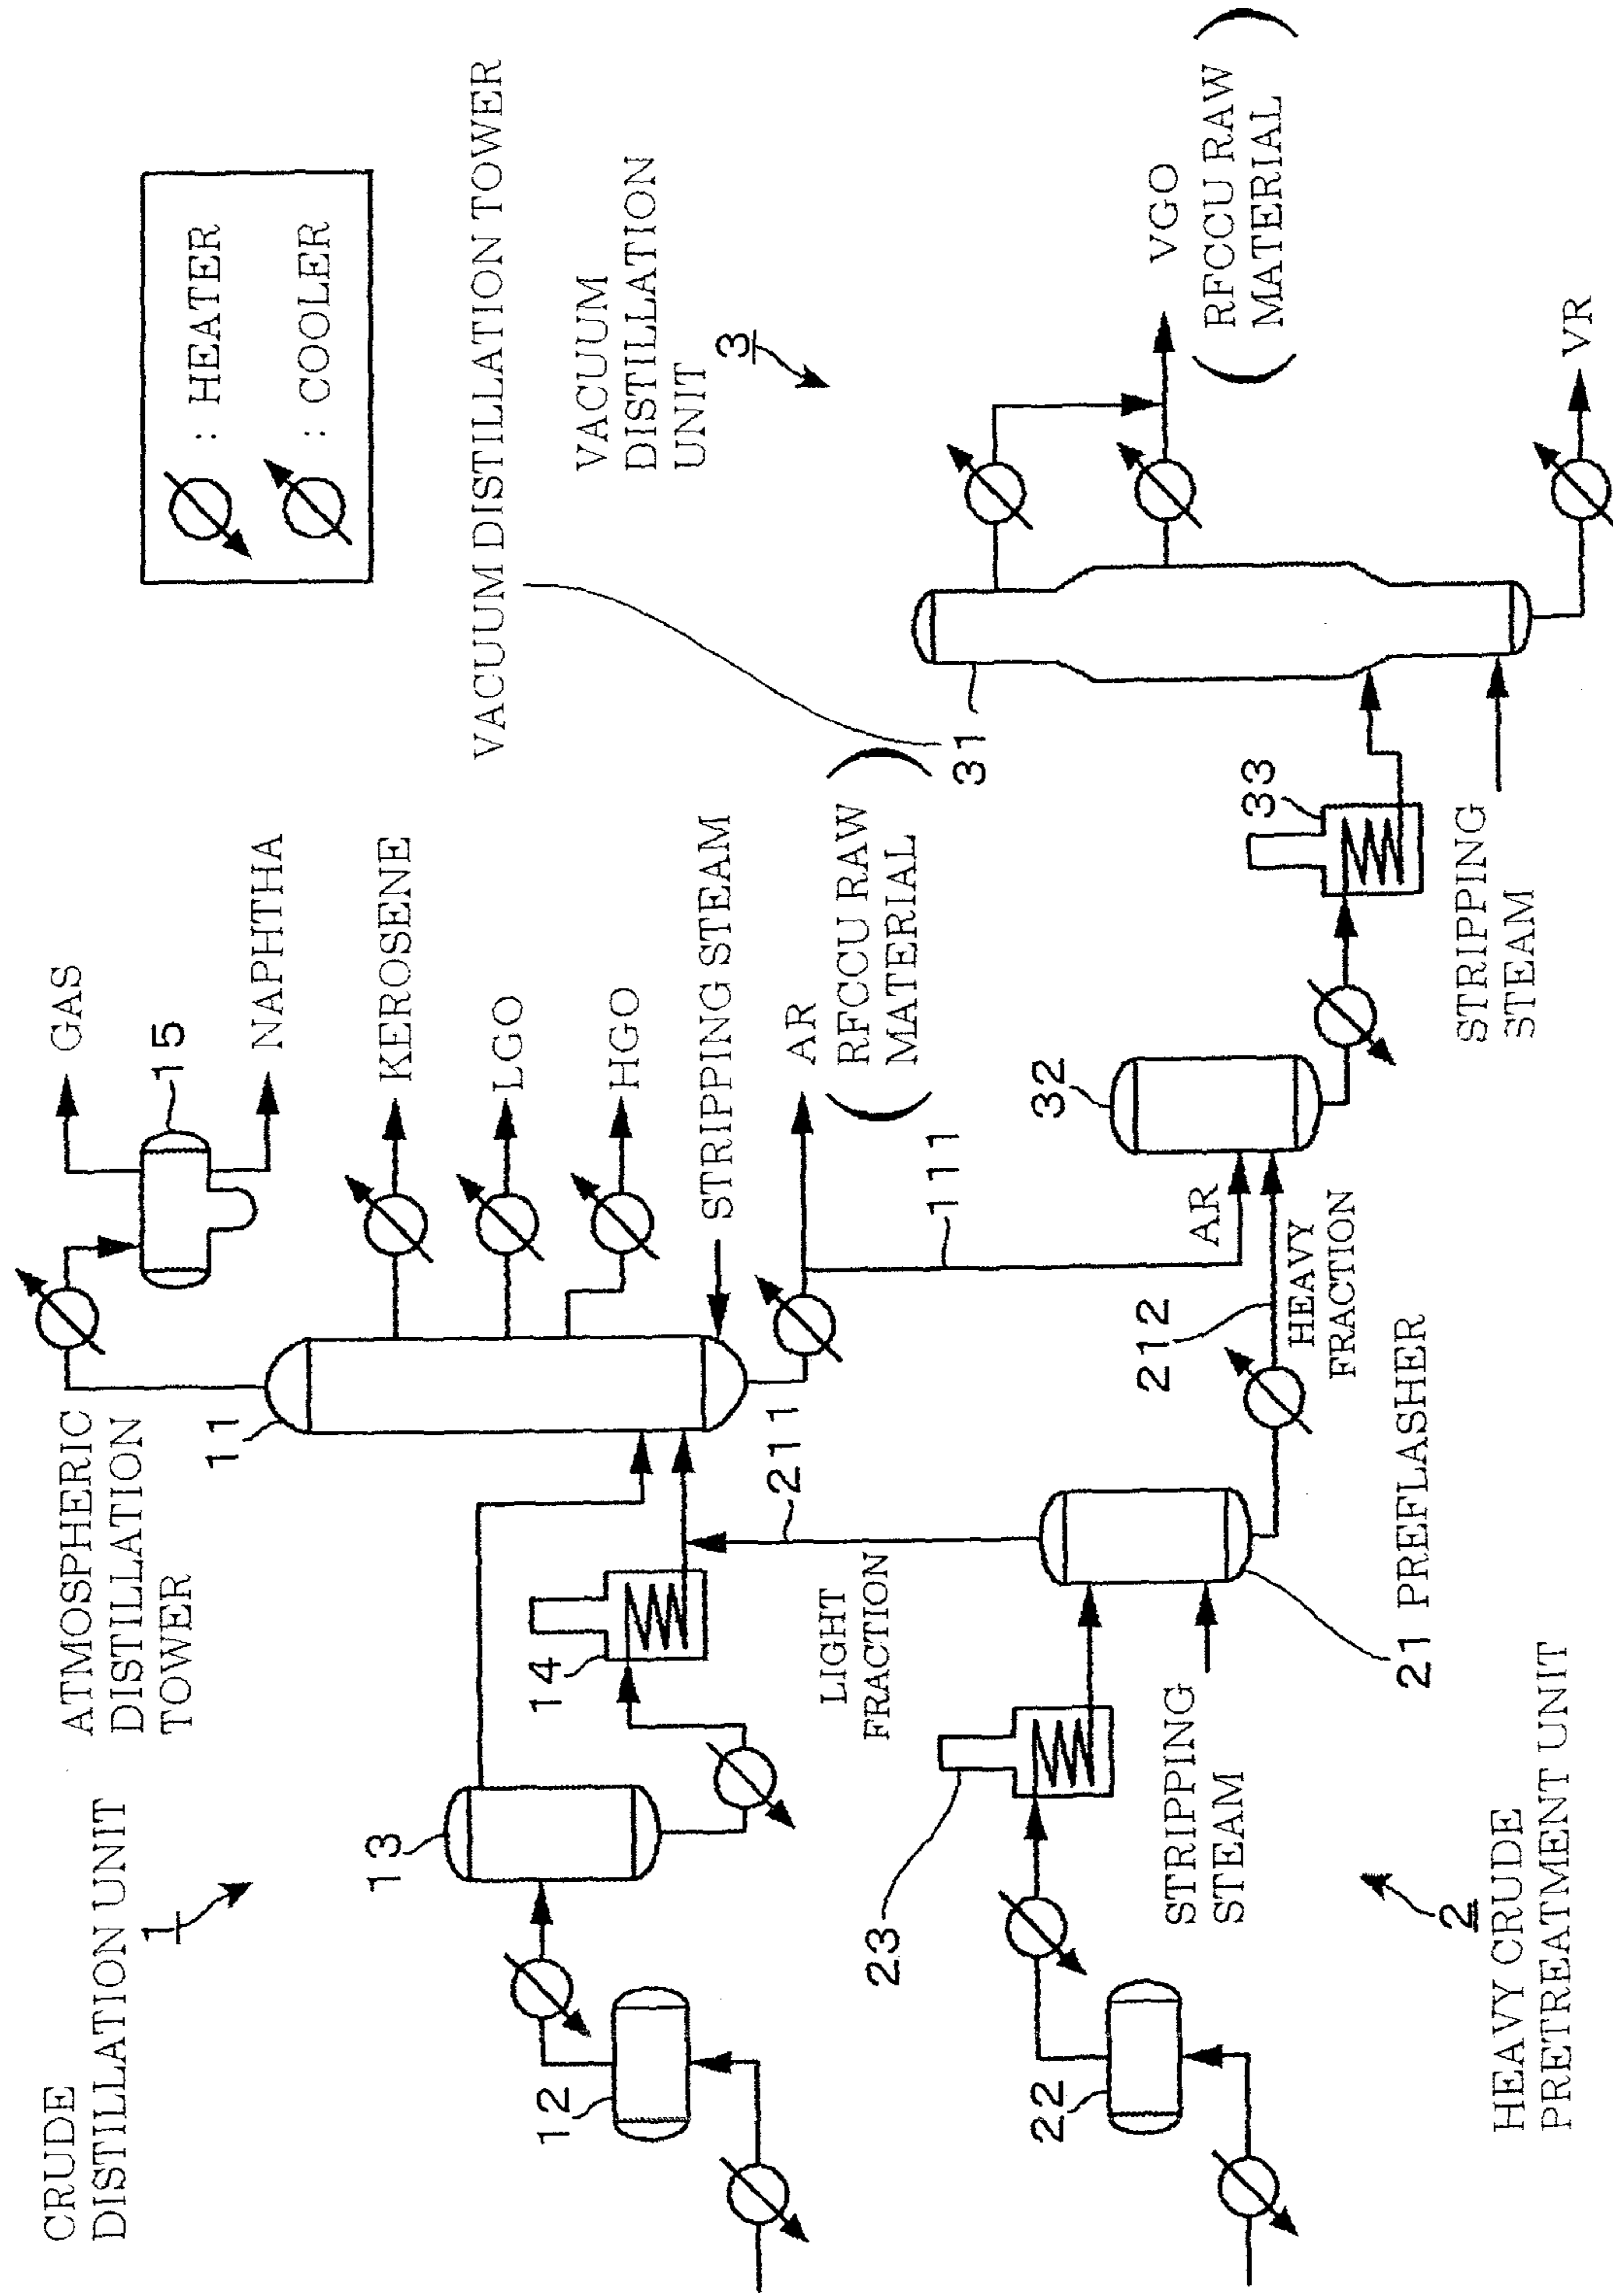 CRUDE
DISTILLATION UNIT
1
ATMOSPHERIC
DISTILLATION
TOWER
11
12
13
14
15
GAS
NAPHTHA
KEROSENE
LGO
HGO
STRIPPING STEAM
AR
(RFCCU RAW
MATERIAL)
111
: HEATER
: COOLER
VACUUM DISTILLATION TOWER
31
VACUUM
DISTILLATION
UNIT
3
VGO
(RFCCU RAW
MATERIAL)
VR
33
STRIPPING
STEAM
32
AR
HEAVY
FRACTION
212
211
LIGHT
FRACTION
21 PREFLASHER
STRIPPING
STEAM
23
22
2
HEAVY CRUDE
PRETREATMENT UNIT